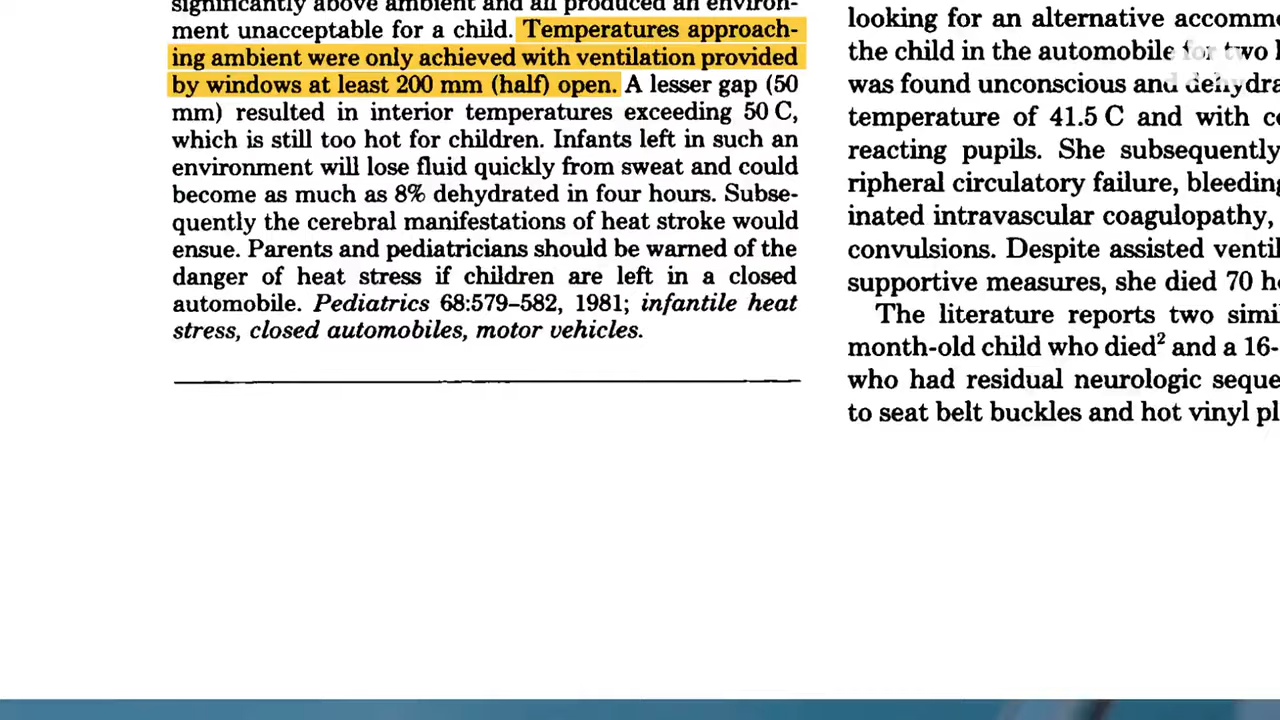 significantly above ambient and all produced an environ-
ment unacceptable for a child. Temperatures approach-
ing ambient were only achieved with ventilation provided
by windows at least 200 mm (half) open. A lesser gap (50
mm) resulted in interior temperatures exceeding 50 C,
which is still too hot for children. Infants left in such an
environment will lose fluid quickly from sweat and could
become as much as 8% dehydrated in four hours. Subse-
quently the cerebral manifestations of heat stroke would
ensue. Parents and pediatricians should be warned of the
danger of heat stress if children are left in a closed
automobile. Pediatrics 68:579–582, 1981; infantile heat
stress, closed automobiles, motor vehicles.
looking for an alternative accomm
the child in the automobile for two
was found unconscious and dehydra
temperature of 41.5 C and with c
reacting pupils. She subsequently
ripheral circulatory failure, bleeding
inated intravascular coagulopathy,
convulsions. Despite assisted ventil
supportive measures, she died 70 h
The literature reports two simi
month-old child who died² and a 16-
who had residual neurologic seque
to seat belt buckles and hot vinyl pl